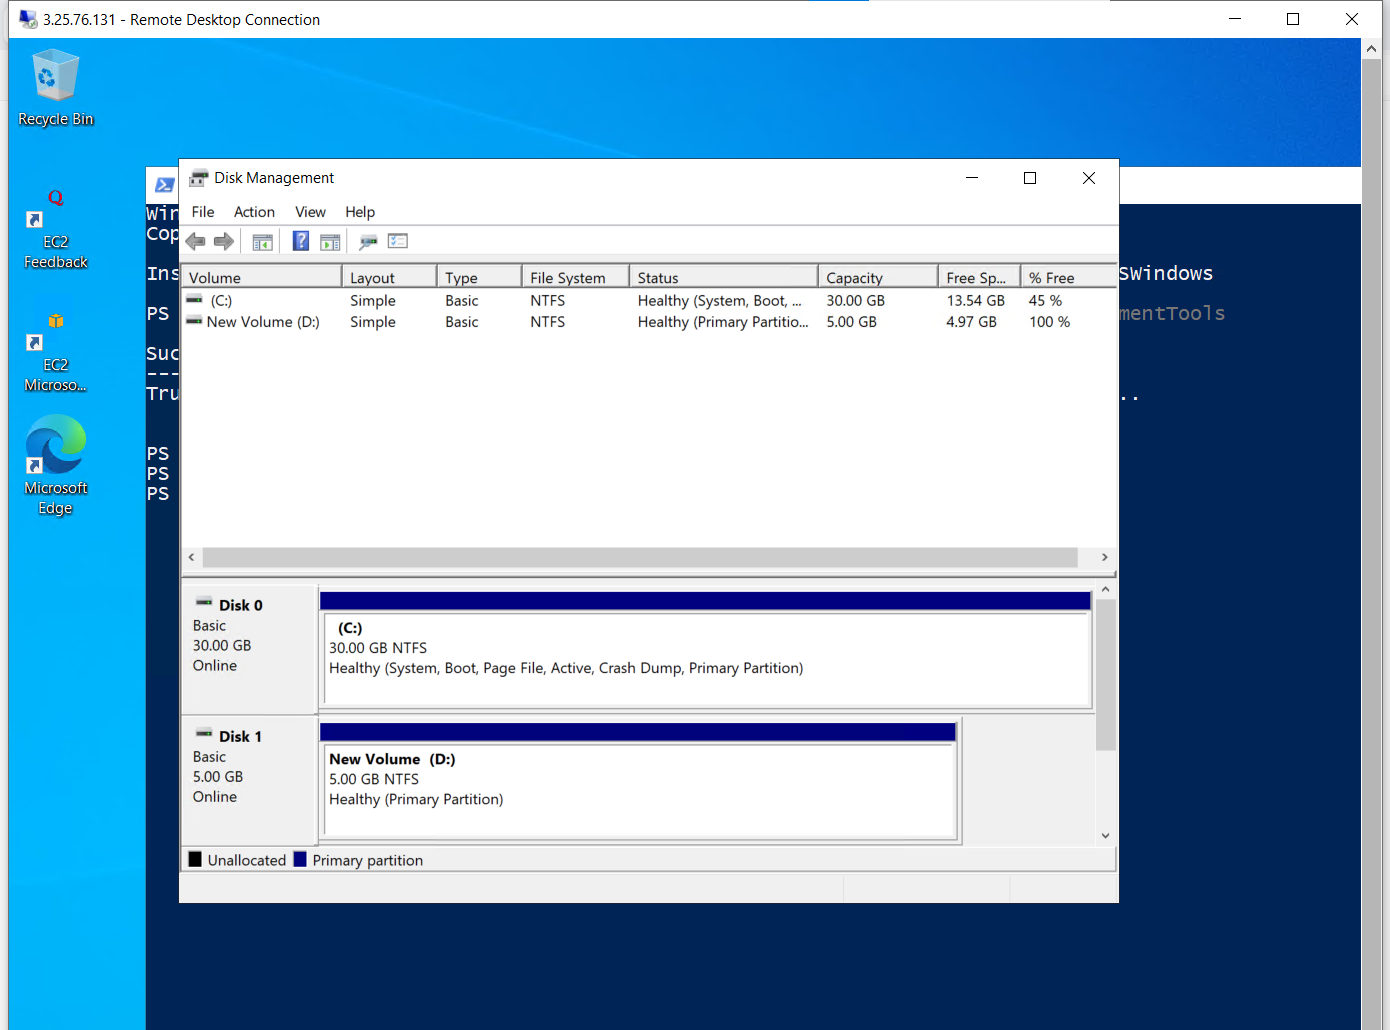 3.25.76.131 - Remote Desktop Connection
Recycle Bin
EC2
Feedback
EC2
Microso...
Microsoft
Edge
Disk Management
File Action View Help
Volume Layout Type File System Status Capacity Free Sp... % Free
(C:) Simple Basic NTFS Healthy (System, Boot, ... 30.00 GB 13.54 GB 45 %
New Volume (D:) Simple Basic NTFS Healthy (Primary Partitio... 5.00 GB 4.97 GB 100 %
Disk 0
Basic
30.00 GB
Online
(C:)
30.00 GB NTFS
Healthy (System, Boot, Page File, Active, Crash Dump, Primary Partition)
Disk 1
Basic
5.00 GB
Online
New Volume (D:)
5.00 GB NTFS
Healthy (Primary Partition)
Unallocated Primary partition
Win
Cop
Ins
SWindows
PS
mentTools
Suc
---
Tru
..
PS
PS
PS